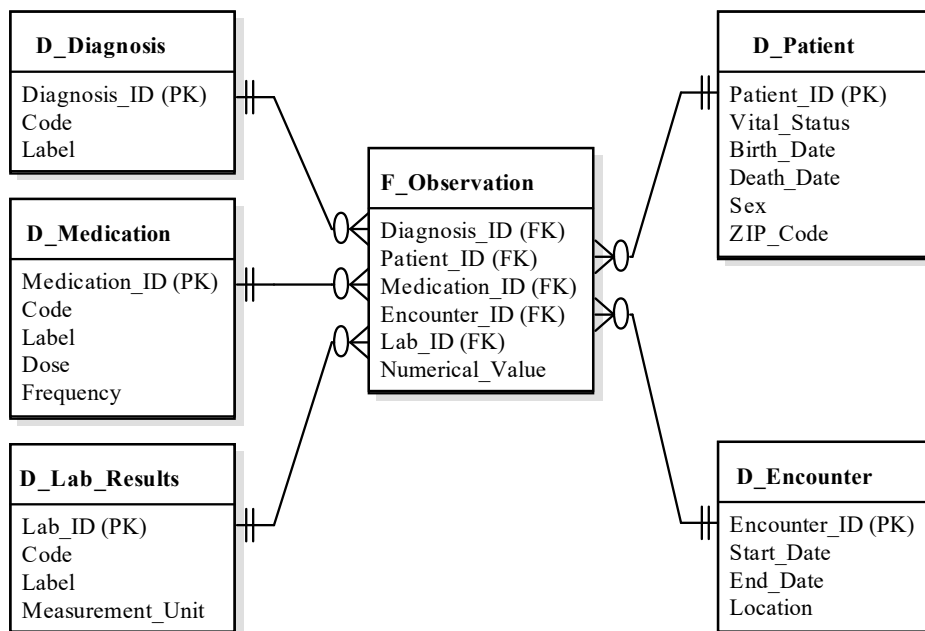 D_Diagnosis
Diagnosis_ID (PK)
Code
Label
D_Medication
Medication_ID (PK)
Code
Label
Dose
Frequency
D_Lab_Results
Lab_ID (PK)
Code
Label
Measurement_Unit
F_Observation
Diagnosis_ID (FK)
Patient_ID (FK)
Medication_ID (FK)
Encounter_ID (FK)
Lab_ID (FK)
Numerical_Value
D_Patient
Patient_ID (PK)
Vital_Status
Birth_Date
Death_Date
Sex
ZIP_Code
D_Encounter
Encounter_ID (PK)
Start_Date
End_Date
Location